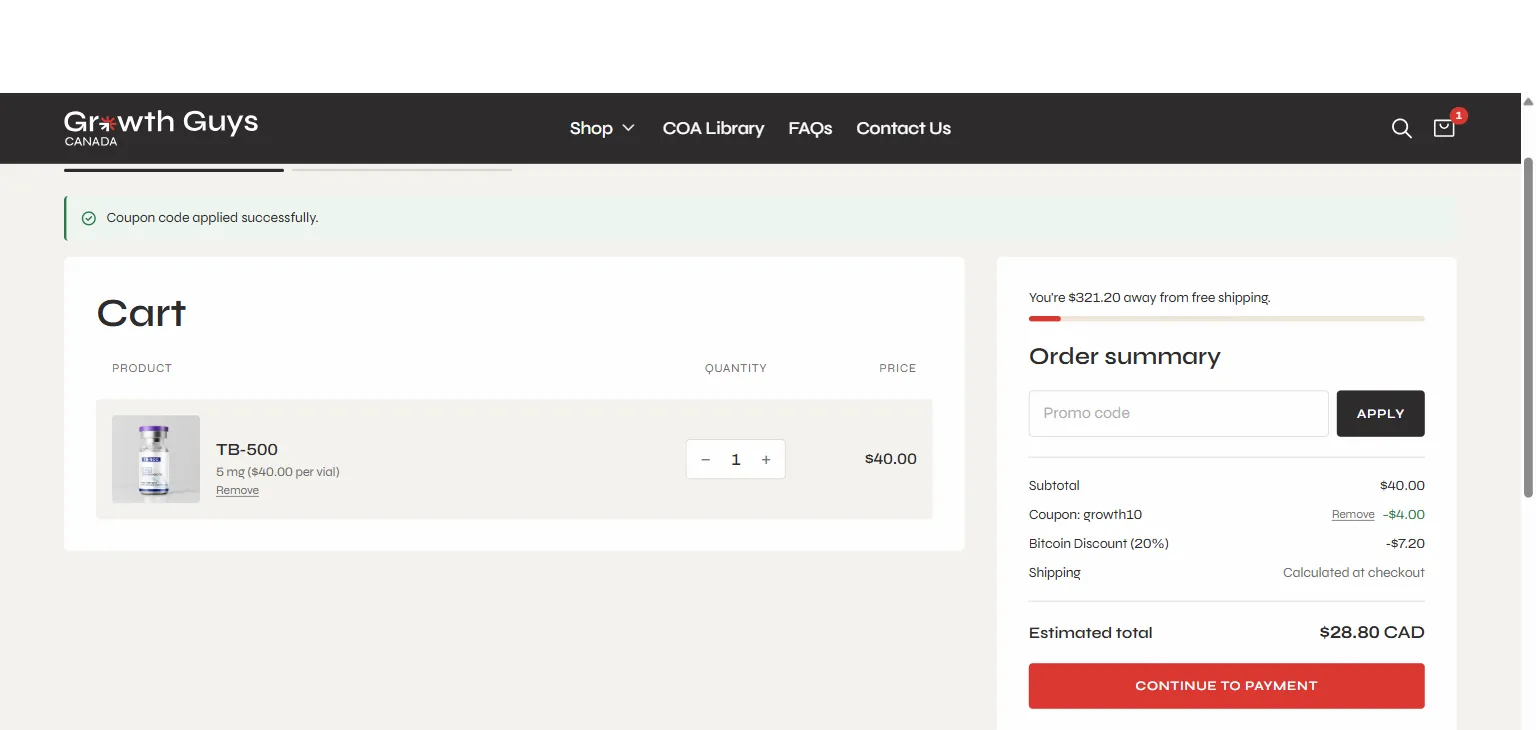 Growth Guys
CANADA
Shop
COA Library
FAQs
Contact Us
1
Coupon code applied successfully.
Cart
PRODUCT
QUANTITY
PRICE
TB-500
5 mg ($40.00 per vial)
Remove
− 1 +
$40.00
You're $321.20 away from free shipping.
Order summary
Promo code
APPLY
Subtotal $40.00
Coupon: growth10 Remove -$4.00
Bitcoin Discount (20%) -$7.20
Shipping Calculated at checkout
Estimated total $28.80 CAD
CONTINUE TO PAYMENT